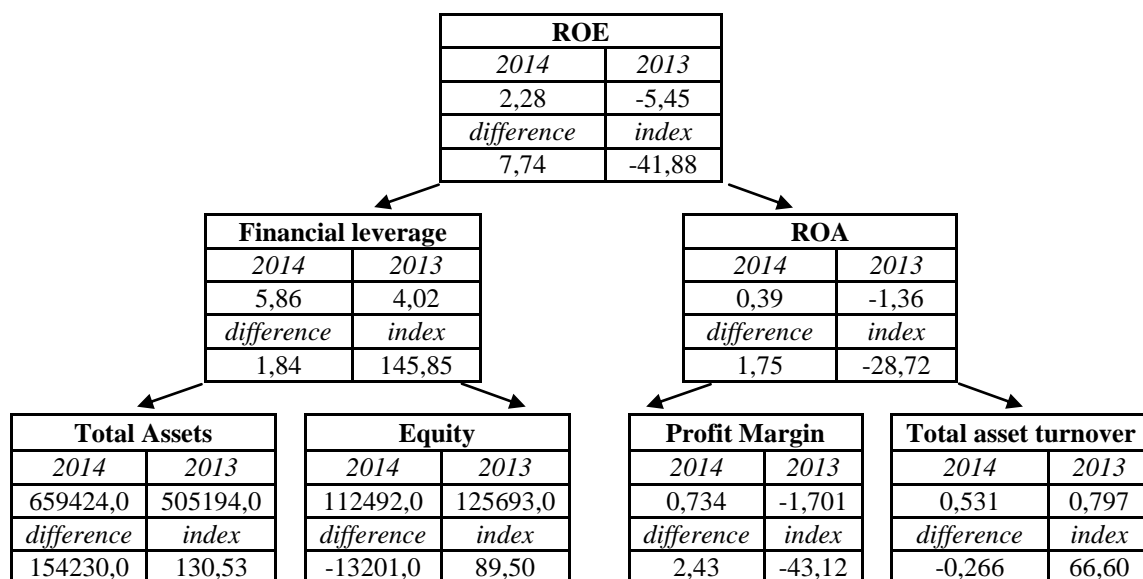 ROE
2014 2013
2,28 -5,45
difference index
7,74 -41,88
Financial leverage
2014 2013
5,86 4,02
difference index
1,84 145,85
ROA
2014 2013
0,39 -1,36
difference index
1,75 -28,72
Total Assets
2014 2013
659424,0 505194,0
difference index
154230,0 130,53
Equity
2014 2013
112492,0 125693,0
difference index
-13201,0 89,50
Profit Margin
2014 2013
0,734 -1,701
difference index
2,43 -43,12
Total asset turnover
2014 2013
0,531 0,797
difference index
-0,266 66,60